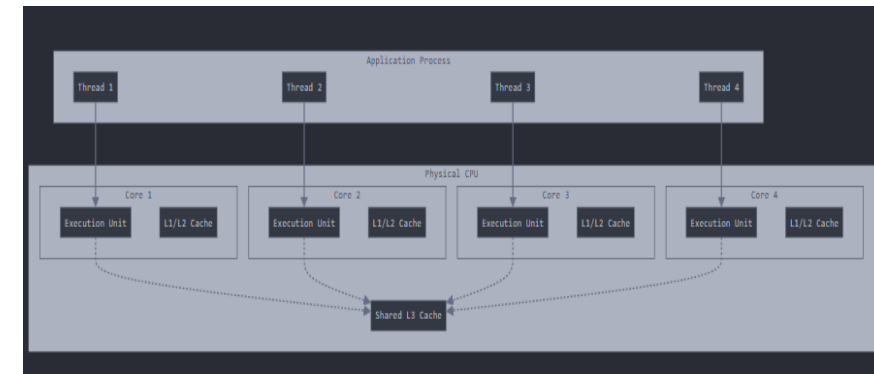 Application Process
Thread 1
Thread 2
Thread 3
Thread 4
Physical CPU
Core 1
Core 2
Core 3
Core 4
Execution Unit
L1/L2 Cache
Execution Unit
L1/L2 Cache
Execution Unit
L1/L2 Cache
Execution Unit
L1/L2 Cache
Shared L3 Cache